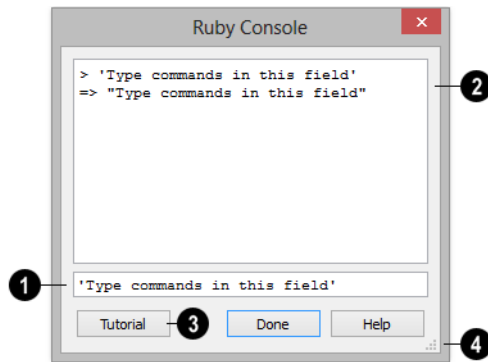 Ruby Console
> 'Type commands in this field'
=> "Type commands in this field"
2
1
'Type commands in this field'
Tutorial
3
Done
Help
4